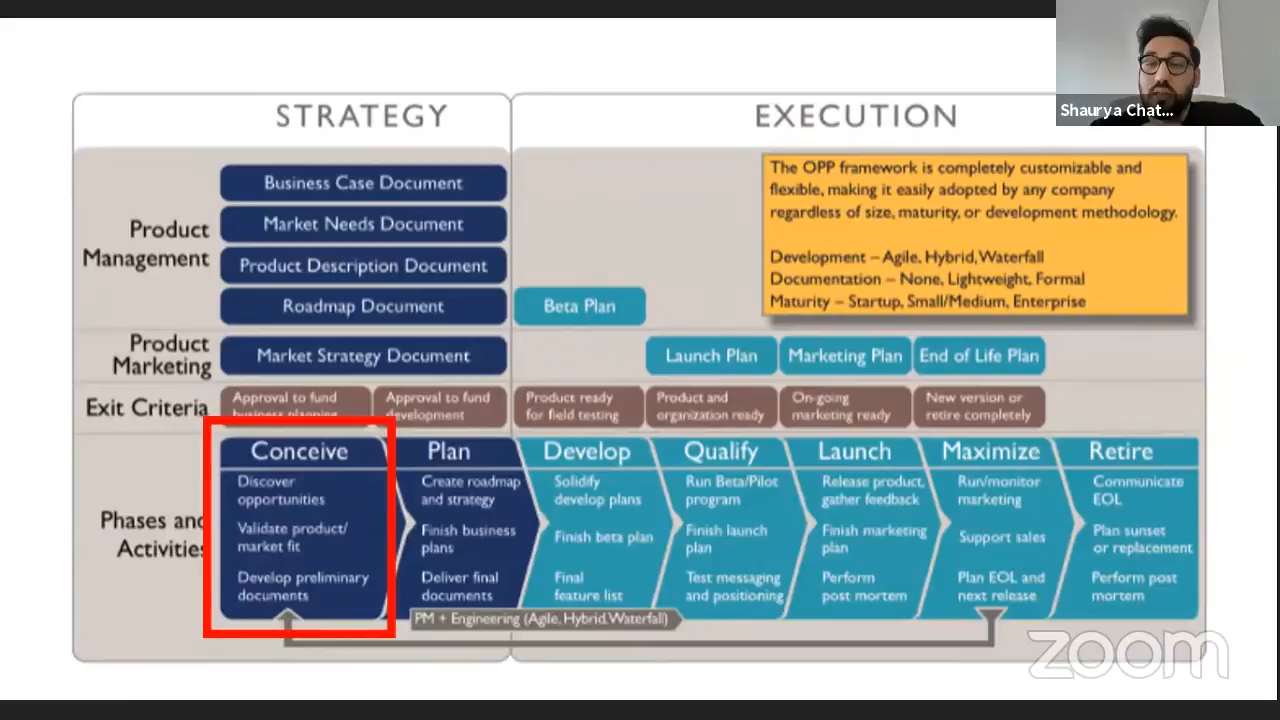 Shaurya Chat...
STRATEGY
EXECUTION
Product
Management
Business Case Document
Market Needs Document
Product Description Document
Roadmap Document
Beta Plan
The OPP framework is completely customizable and
flexible, making it easily adopted by any company
regardless of size, maturity, or development methodology.
Development – Agile, Hybrid, Waterfall
Documentation – None, Lightweight, Formal
Maturity – Startup, Small/Medium, Enterprise
Product
Marketing
Market Strategy Document
Launch Plan
Marketing Plan
End of Life Plan
Exit Criteria
Approval to fund
business planning
Approval to fund
development
Product ready
for field testing
Product and
organization ready
On-going
marketing ready
New version or
retire completely
Phases and
Activities
Conceive
Discover
opportunities
Validate product/
market fit
Develop preliminary
documents
Plan
Create roadmap
and strategy
Finish business
plans
Deliver final
documents
Develop
Solidify
develop plans
Finish beta plan
Final
feature list
Qualify
Run Beta/Pilot
program
Finish launch
plan
Test messaging
and positioning
Launch
Release product,
gather feedback
Finish marketing
plan
Perform
post mortem
Maximize
Run/monitor
marketing
Support sales
Plan EOL and
next release
Retire
Communicate
EOL
Plan sunset
or replacement
Perform post
mortem
PM + Engineering (Agile, Hybrid, Waterfall)
zoom